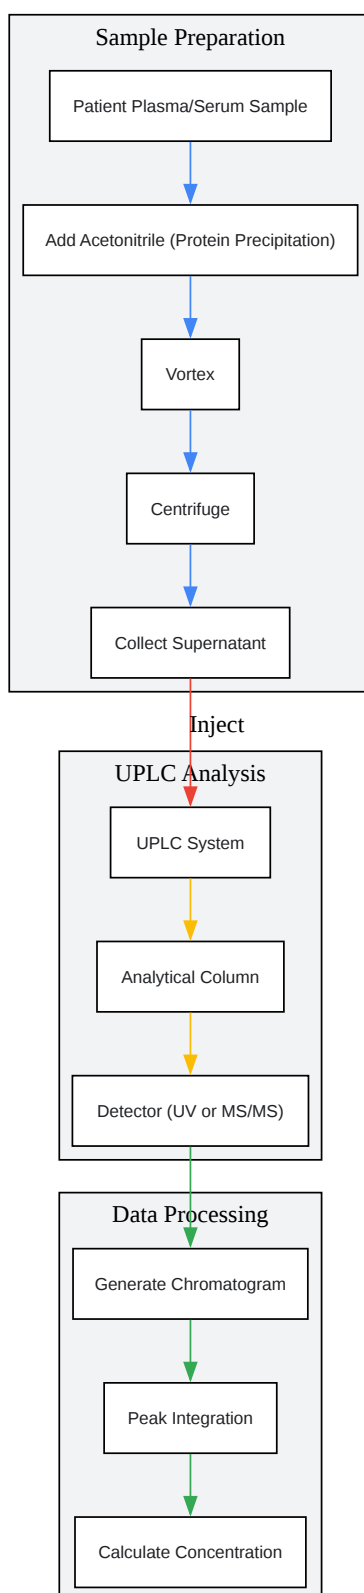 Sample Preparation
Patient Plasma/Serum Sample
Add Acetonitrile (Protein Precipitation)
Vortex
Centrifuge
Collect Supernatant
Inject
UPLC Analysis
UPLC System
Analytical Column
Detector (UV or MS/MS)
Data Processing
Generate Chromatogram
Peak Integration
Calculate Concentration